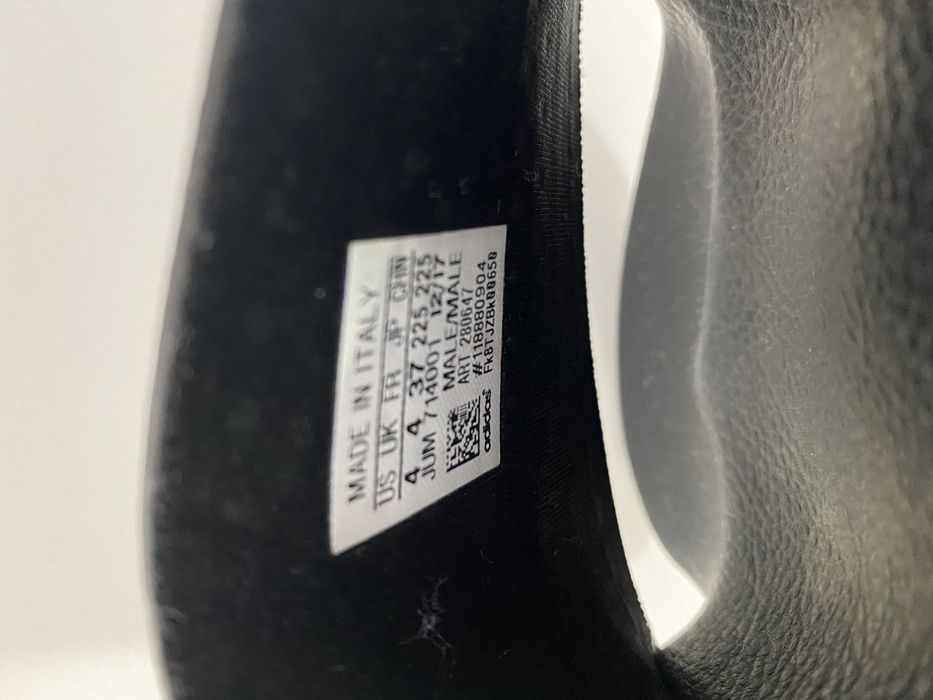 MADE IN ITALY
US UK FR JP CHN
4 4 37 225 225
JUM 714001 12/17
MALE/MALE
ART 280647
#118880904
FkBTJZBk00650
adidas